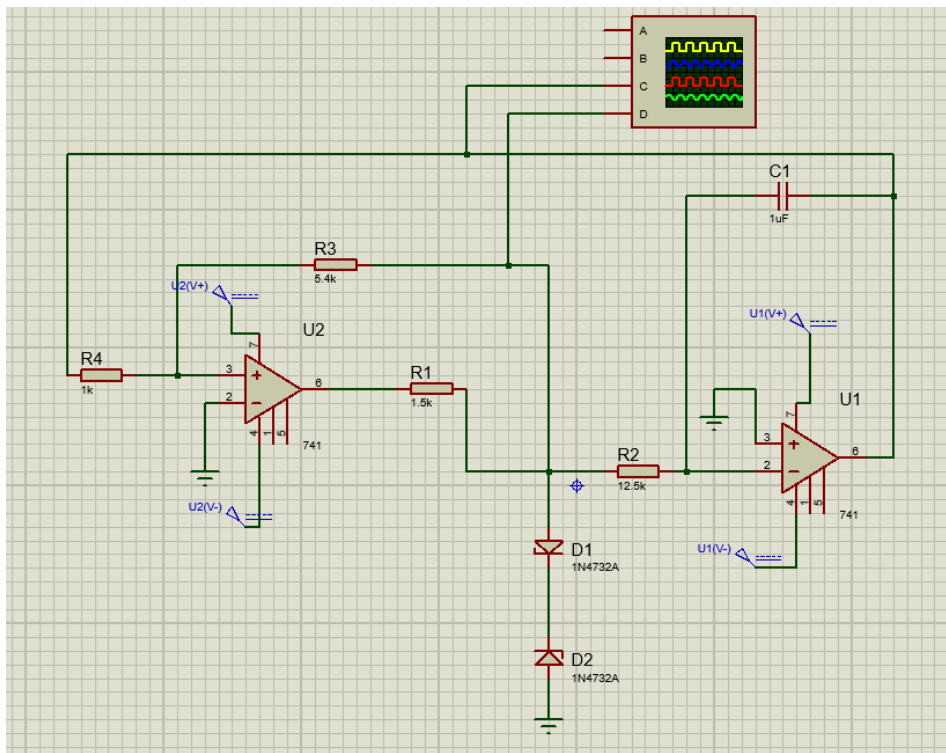 A
B
C
D
C1
1uF
R3
5.4k
U2(V+)
U2
7
R4
1k
3
2
6
4
1
5
741
R1
1.5k
U2(V-)
U1(V+)
U1
7
3
2
6
4
1
5
741
R2
12.5k
U1(V-)
D1
1N4732A
D2
1N4732A